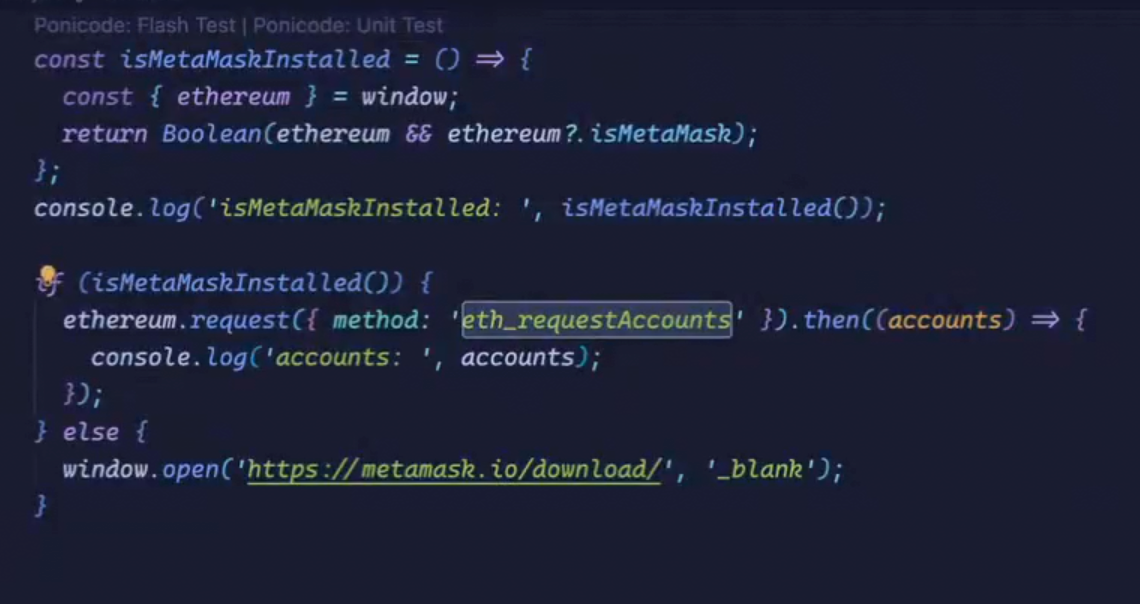 Ponicode: Flash Test | Ponicode: Unit Test
const isMetaMaskInstalled = () => {
  const { ethereum } = window;
  return Boolean(ethereum && ethereum?.isMetaMask);
};
console.log('isMetaMaskInstalled: ', isMetaMaskInstalled());

if (isMetaMaskInstalled()) {
  ethereum.request({ method: 'eth_requestAccounts' }).then((accounts) => {
    console.log('accounts: ', accounts);
  });
} else {
  window.open('https://metamask.io/download/', '_blank');
}